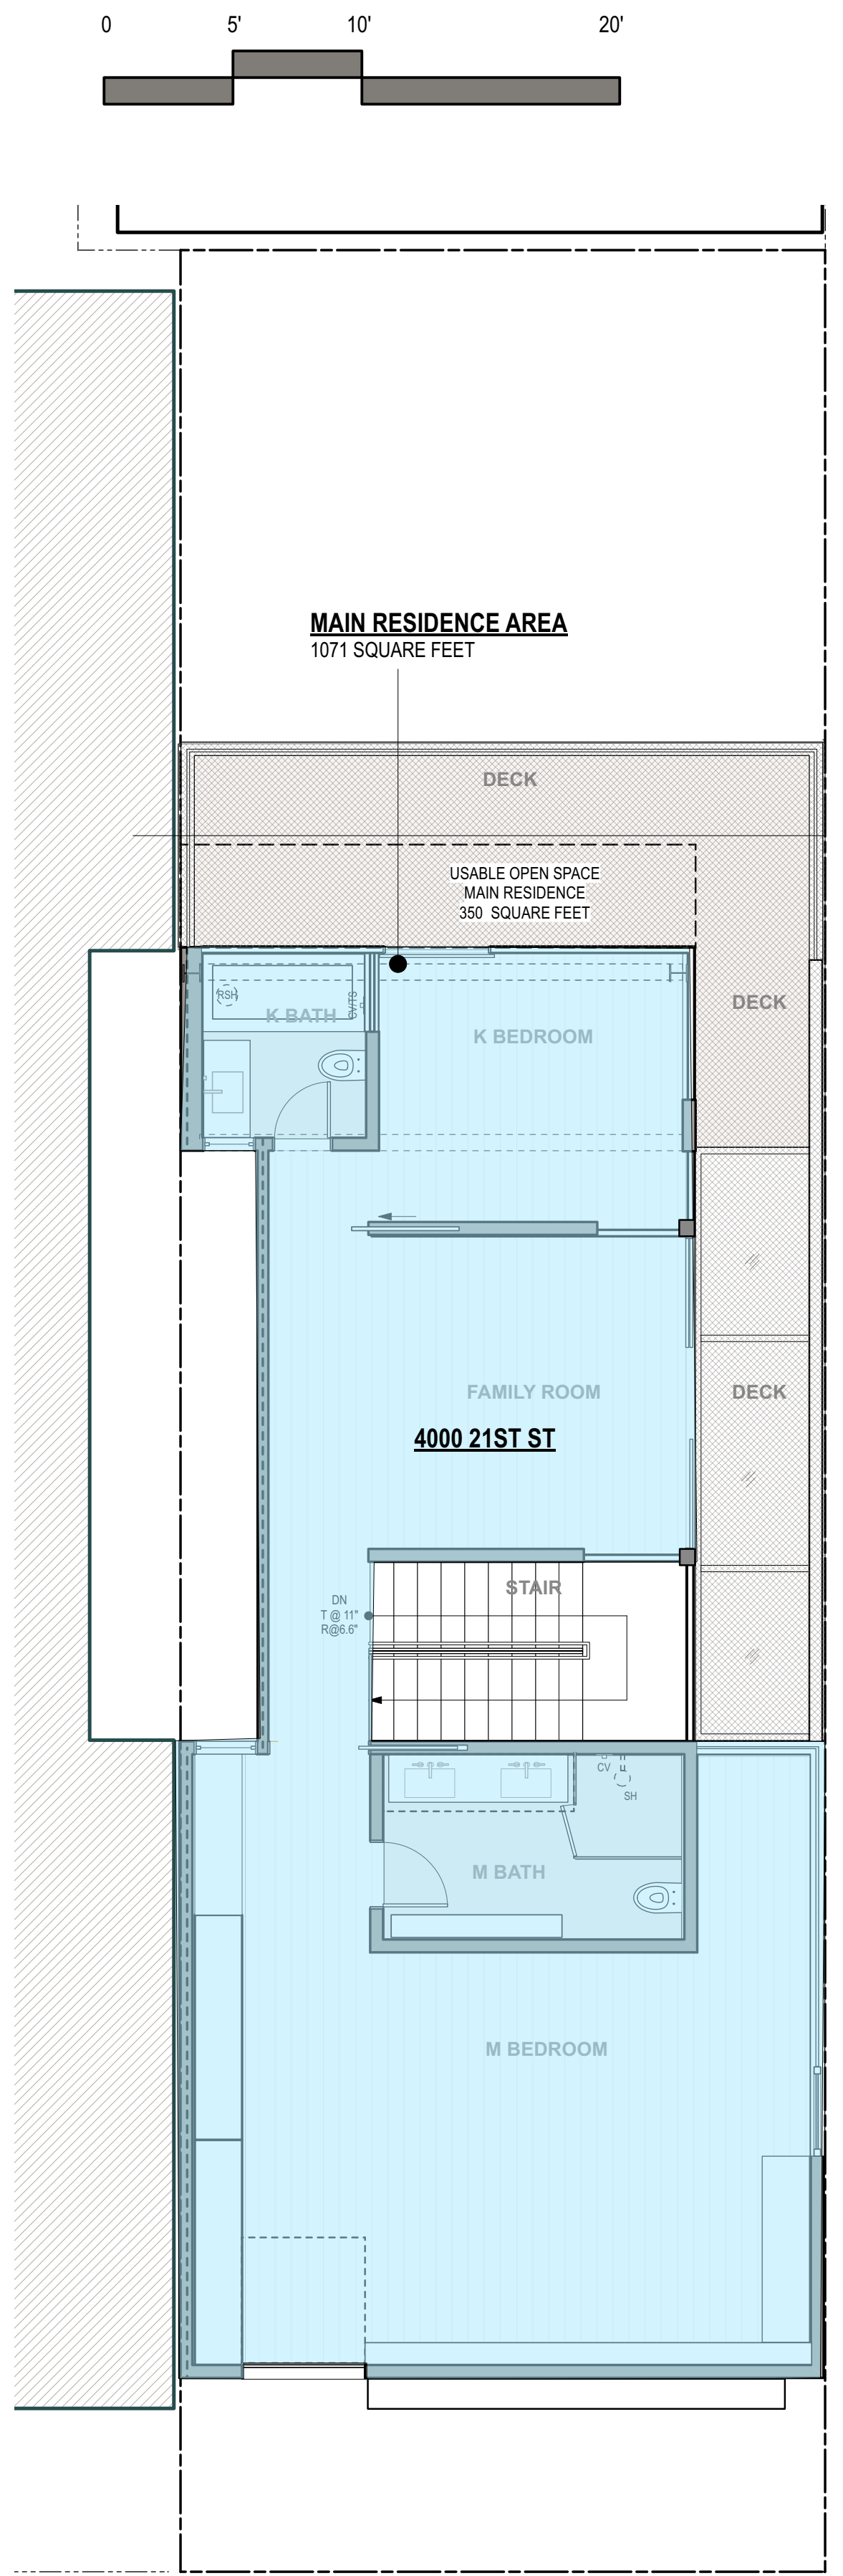 0 5' 10' 20'
MAIN RESIDENCE AREA
1071 SQUARE FEET
DECK
USABLE OPEN SPACE
MAIN RESIDENCE
350 SQUARE FEET
RSH
K BATH
CV/TS
K BEDROOM
DECK
FAMILY ROOM
DECK
4000 21ST ST
STAIR
DN
T @ 11"
R@6.6"
CV
SH
M BATH
M BEDROOM